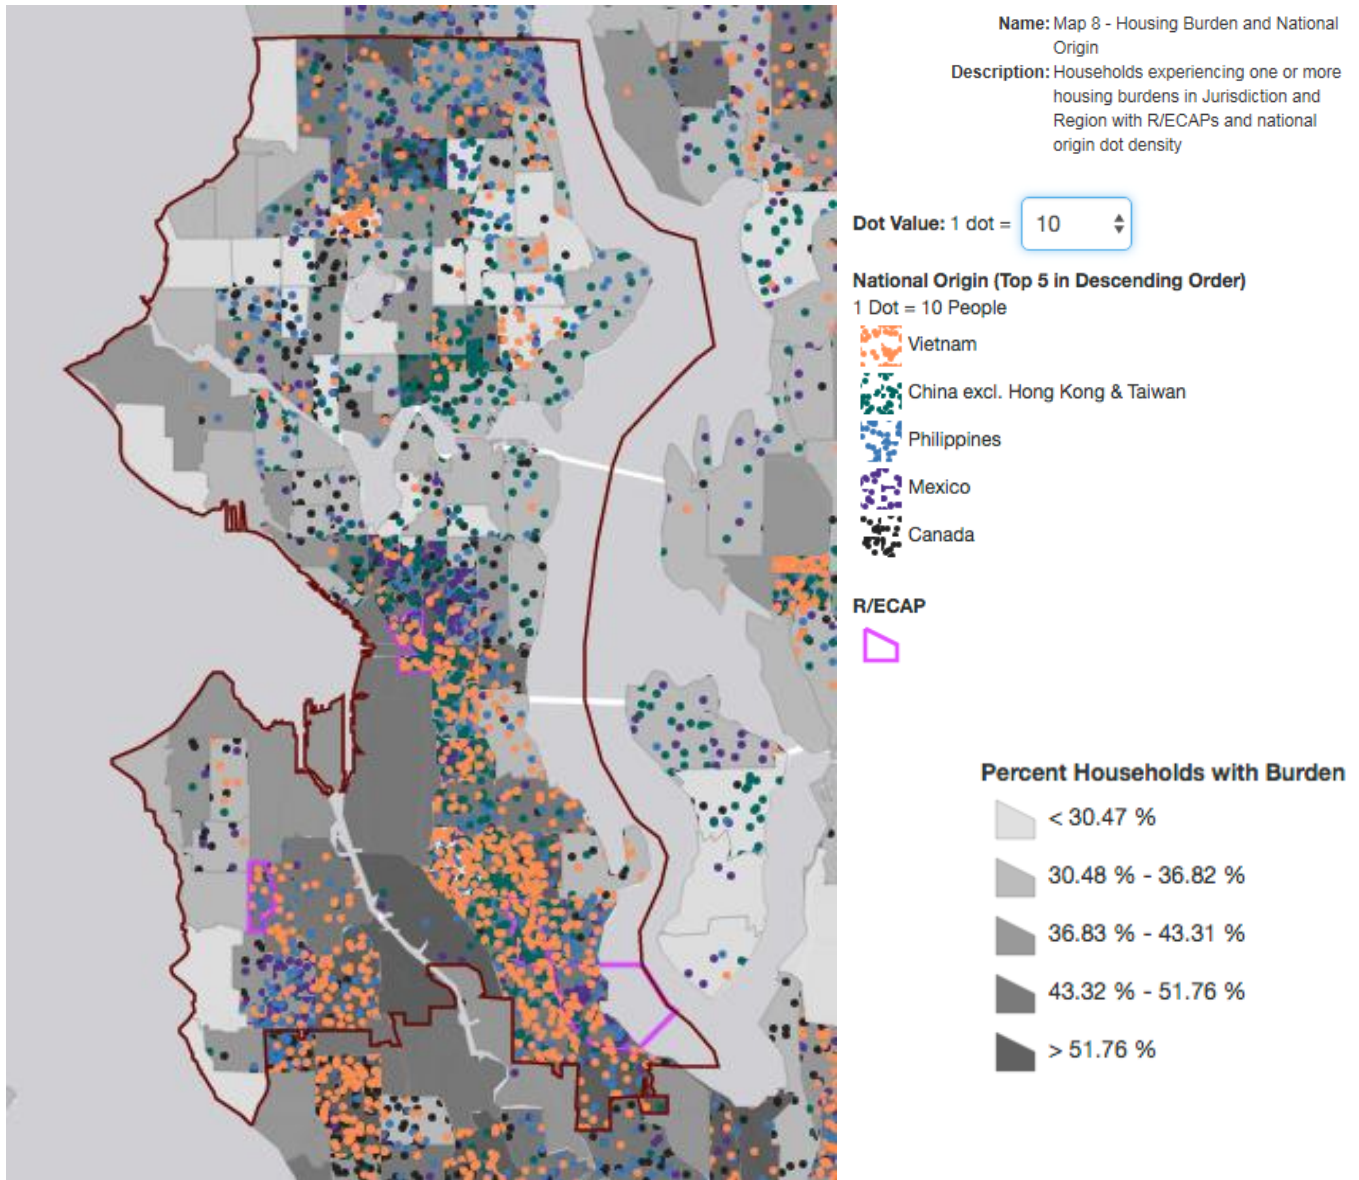 Name: Map 8 - Housing Burden and National
Origin
Description: Households experiencing one or more
housing burdens in Jurisdiction and
Region with R/ECAPs and national
origin dot density
Dot Value: 1 dot = 10
National Origin (Top 5 in Descending Order)
1 Dot = 10 People
Vietnam
China excl. Hong Kong & Taiwan
Philippines
Mexico
Canada
R/ECAP
Percent Households with Burden
< 30.47 %
30.48 % - 36.82 %
36.83 % - 43.31 %
43.32 % - 51.76 %
> 51.76 %